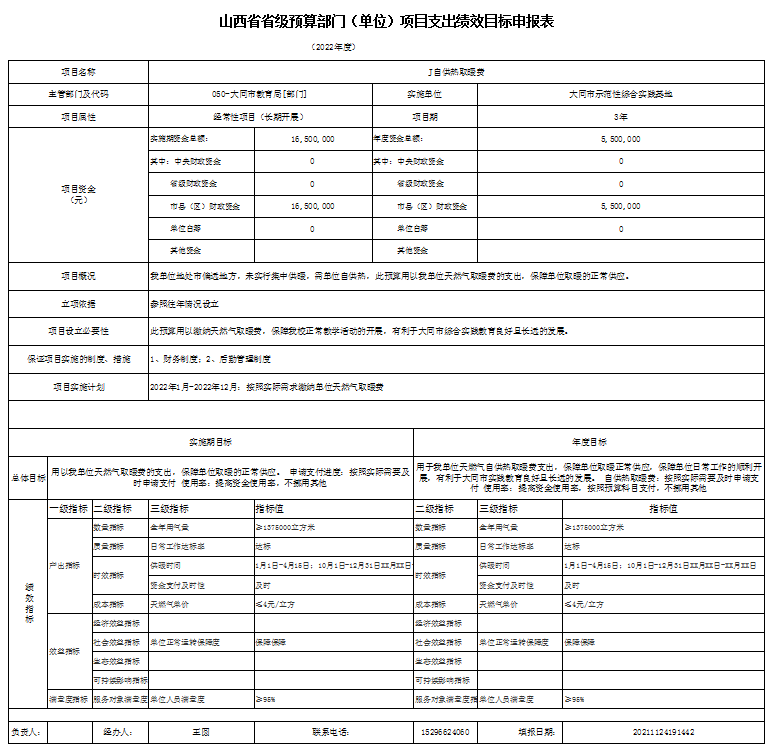 山西省省级预算部门（单位）项目支出绩效目标申报表
（2022年度）
项目名称 J自供热取暖费
主管部门及代码 050-大同市教育局[部门] 实施单位 大同市示范性综合实践基地
项目属性 经常性项目（长期开展） 项目期 3年
项目资金
（元）
实施期资金总额： 16,500,000 年度资金总额： 5,500,000
其中：中央财政资金 0 其中：中央财政资金 0
省级财政资金 0 省级财政资金 0
市县（区）财政资金 16,500,000 市县（区）财政资金 5,500,000
单位自筹 0 单位自筹 0
其他资金 其他资金
项目概况 我单位地处市偏远地方，未实行集中供暖，需单位自供热，此预算用以我单位天然气取暖费的支出，保障单位取暖的正常供应。
立项依据 参照往年情况设立
项目设立必要性 此预算用以缴纳天然气取暖费，保障我校正常教学活动的开展，有利于大同市综合实践教育良好且长远的发展。
保证项目实施的制度、措施 1、财务制度；2、后勤管理制度
项目实施计划 2022年1月-2022年12月：按照实际需求缴纳单位天然气取暖费
实施期目标 年度目标
总体目标
用以我单位天然气取暖费的支出，保障单位取暖的正常供应。 申请支付进度：按照实际需要及
时申请支付 使用率：提高资金使用率，不挪用其他
用于我单位天燃气自供热取暖费支出，保障单位取暖正常供应，保障单位日常工作的顺利开
展，有利于大同市实践教育良好且长远的发展。 自供热取暖费：按照实际需要及时申请支
付 使用率：提高资金使用率，按照预算科目支付，不挪用其他
绩效指标
一级指标 二级指标 三级指标 指标值 二级指标 三级指标 指标值
产出指标
数量指标 全年用气量 ≥1375000立方米 数量指标 全年用气量 ≥1375000立方米
质量指标 日常工作达标率 达标 质量指标 日常工作达标率 达标
时效指标 供暖时间 1月1日-4月15日；10月1日-12月31日XX月XX日- 时效指标 供暖时间 1月1日-4月15日；10月1日-12月31日XX月XX日-XX月XX日
资金支付及时性 及时 资金支付及时性 及时
成本指标 天燃气单价 ≤4元/立方 成本指标 天燃气单价 ≤4元/立方
效益指标
经济效益指标 经济效益指标
社会效益指标 单位正常运转保障度 保障保障 社会效益指标 单位正常运转保障度 保障保障
生态效益指标 生态效益指标
可持续影响指标 可持续影响指标
满意度指标 服务对象满意度 单位人员满意度 ≥95% 服务对象满意度指 单位人员满意度 ≥95%
负责人： 经办人： 王圆 联系电话： 15296624060 填报日期： 20211124191442